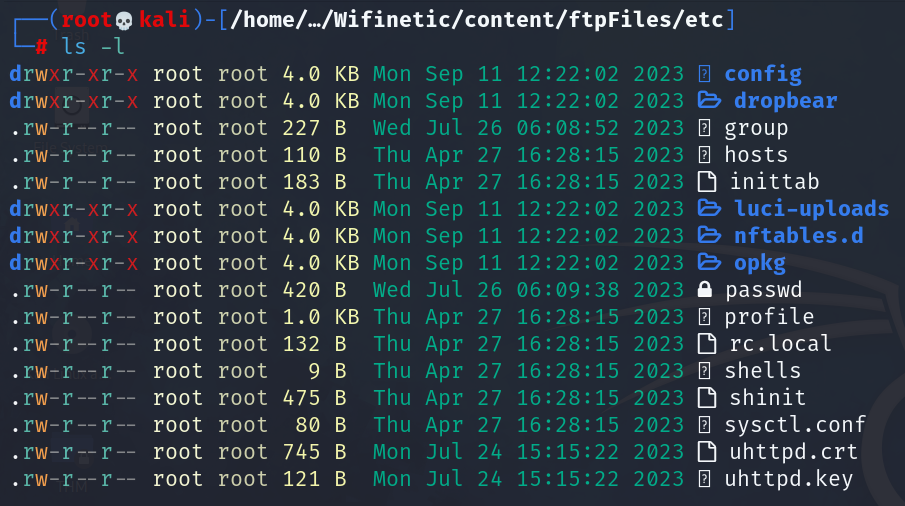 (root💀kali)-[/home/…/Wifinetic/content/ftpFiles/etc]
# ls -l
drwxr-xr-x root root 4.0 KB Mon Sep 11 12:22:02 2023 config
drwxr-xr-x root root 4.0 KB Mon Sep 11 12:22:02 2023 dropbear
.rw-r--r-- root root 227 B Wed Jul 26 06:08:52 2023 group
.rw-r--r-- root root 110 B Thu Apr 27 16:28:15 2023 hosts
.rw-r--r-- root root 183 B Thu Apr 27 16:28:15 2023 inittab
drwxr-xr-x root root 4.0 KB Mon Sep 11 12:22:02 2023 luci-uploads
drwxr-xr-x root root 4.0 KB Mon Sep 11 12:22:02 2023 nftables.d
drwxr-xr-x root root 4.0 KB Mon Sep 11 12:22:02 2023 opkg
.rw-r--r-- root root 420 B Wed Jul 26 06:09:38 2023 passwd
.rw-r--r-- root root 1.0 KB Thu Apr 27 16:28:15 2023 profile
.rw-r--r-- root root 132 B Thu Apr 27 16:28:15 2023 rc.local
.rw-r--r-- root root 9 B Thu Apr 27 16:28:15 2023 shells
.rw-r--r-- root root 475 B Thu Apr 27 16:28:15 2023 shinit
.rw-r--r-- root root 80 B Thu Apr 27 16:28:15 2023 sysctl.conf
.rw-r--r-- root root 745 B Mon Jul 24 15:15:22 2023 uhttpd.crt
.rw-r--r-- root root 121 B Mon Jul 24 15:15:22 2023 uhttpd.key